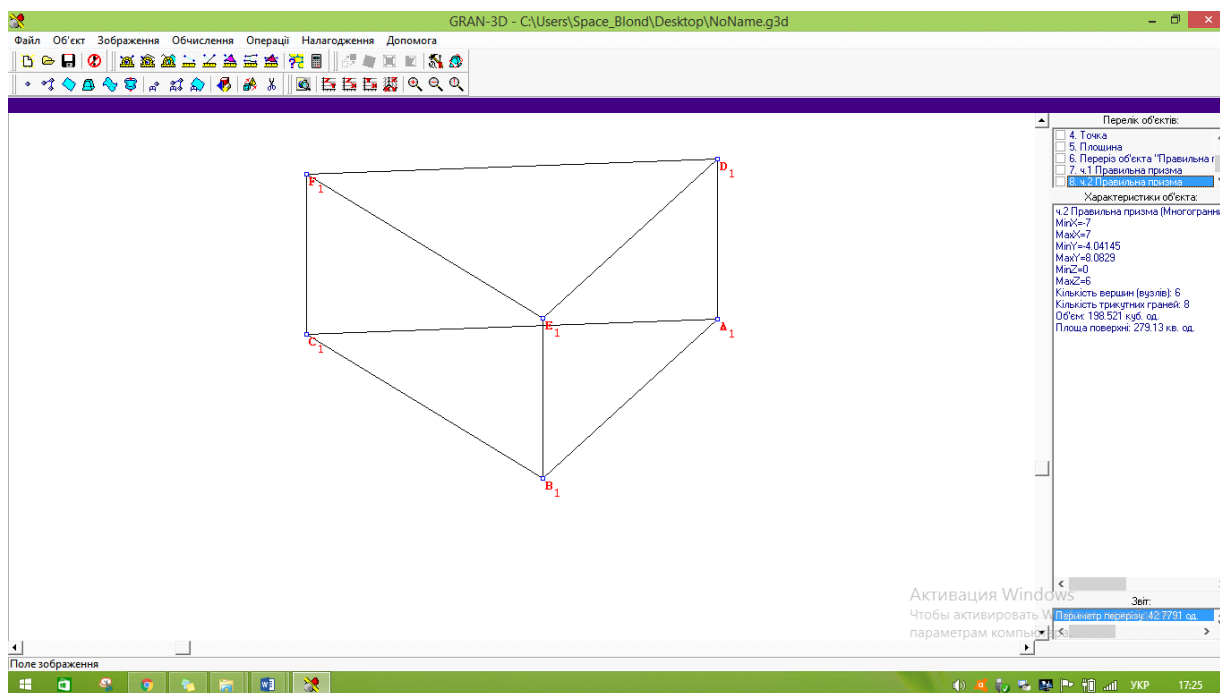 GRAN-3D - C:\Users\Space_Blond\Desktop\NoName.g3d
Файл Об'єкт Зображення Обчислення Операції Налагодження Допомога
Перелік об'єктів:
4. Точка
5. Площина
6. Переріз об'єкта "Правильна г
7. ч.1 Правильна призма
8. ч.2 Правильна призма
Характеристики об'єкта:
ч.2 Правильна призма (Многогранн
MinX=-7
MaxX=7
MinY=-4.04145
MaxY=8.0829
MinZ=0
MaxZ=6
Кількість вершин (вузлів): 6
Кількість трикутних граней: 8
Об'єм: 198.521 куб. од.
Площа поверхні: 279.13 кв. од.
F1
D1
E1
A1
C1
B1
Активация Windows
Чтобы активировать W
параметрам компьютера.
Звіт:
Периметр перерізу: 42.7791 од.
Поле зображення
УКР 17:25